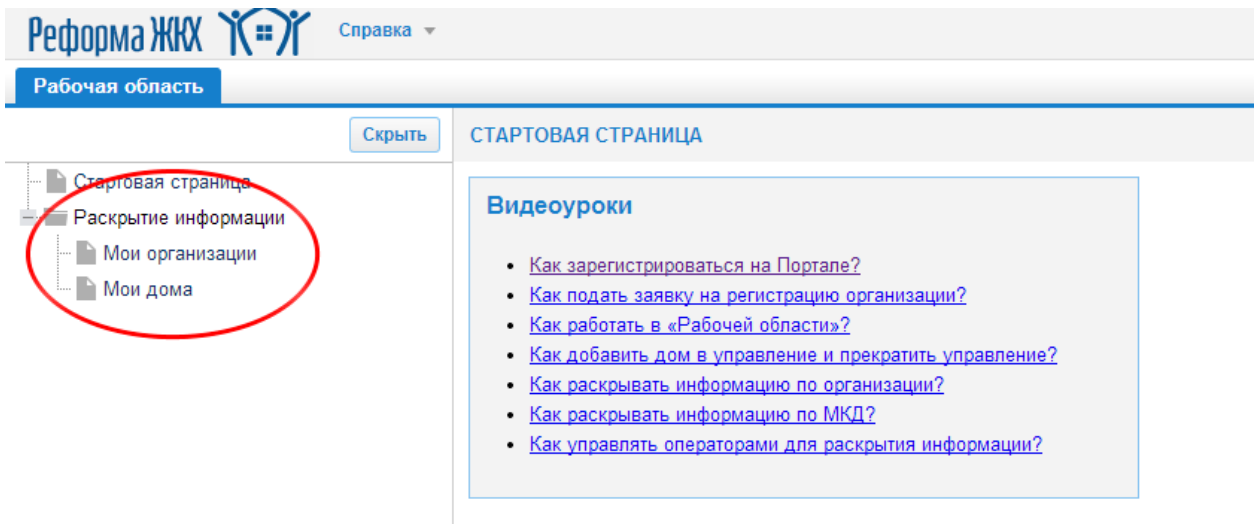 Реформа ЖКХ
Справка
Рабочая область
Скрыть
СТАРТОВАЯ СТРАНИЦА
Стартовая страница
Раскрытие информации
Мои организации
Мои дома
Видеоуроки
Как зарегистрироваться на Портале?
Как подать заявку на регистрацию организации?
Как работать в «Рабочей области»?
Как добавить дом в управление и прекратить управление?
Как раскрывать информацию по организации?
Как раскрывать информацию по МКД?
Как управлять операторами для раскрытия информации?